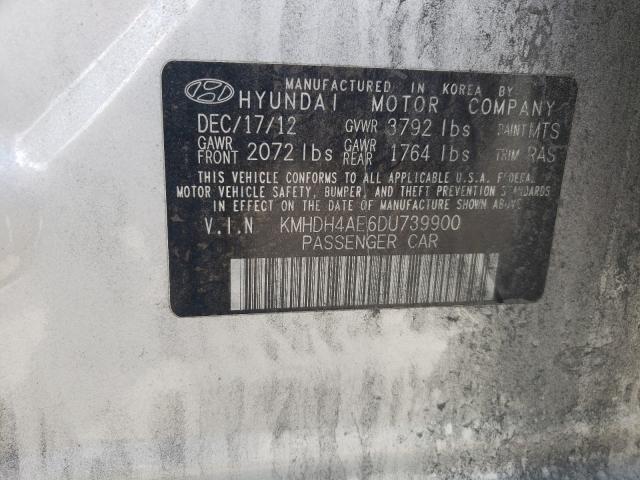 MANUFACTURED IN KOREA BY
HYUNDAI MOTOR COMPANY
DEC/17/12 GVWR 3792 lbs PAINT MTS
GAWR FRONT 2072 lbs GAWR REAR 1764 lbs TRIM RAS
THIS VEHICLE CONFORMS TO ALL APPLICABLE U.S.A. FEDERAL
MOTOR VEHICLE SAFETY, BUMPER, AND THEFT PREVENTION STANDARDS
IN EFFECT ON THE DATE OF MANUFACTURE SHOWN ABOVE.
V.I.N KMHDH4AE6DU739900
PASSENGER CAR